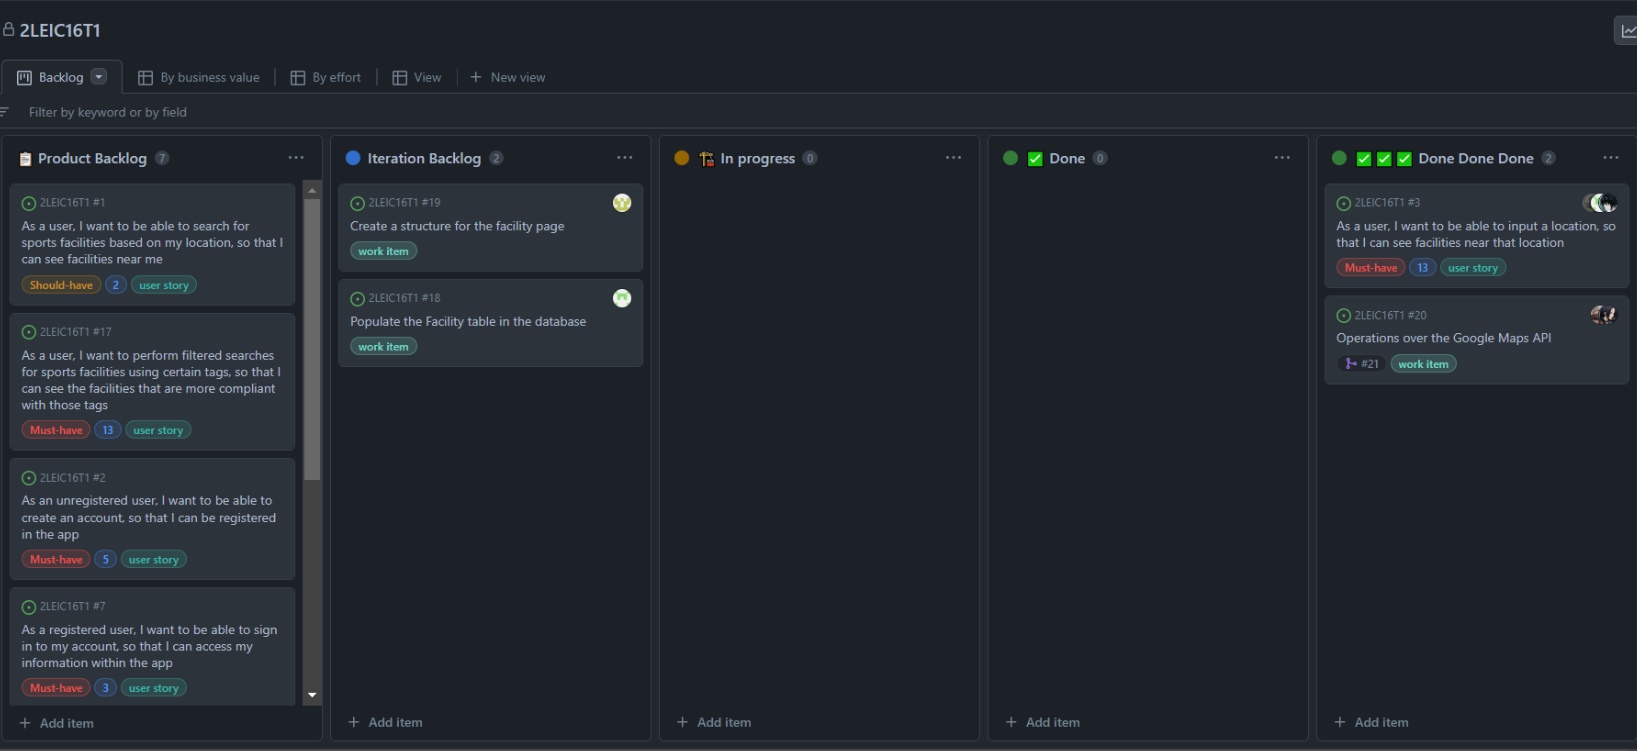 2LEIC16T1
Backlog
By business value
By effort
View
New view
Filter by keyword or by field
Product Backlog 7
2LEIC16T1 #1
As a user, I want to be able to search for
sports facilities based on my location, so that I
can see facilities near me
Should-have 2 user story
2LEIC16T1 #17
As a user, I want to perform filtered searches
for sports facilities using certain tags, so that I
can see the facilities that are more compliant
with those tags
Must-have 13 user story
2LEIC16T1 #2
As an unregistered user, I want to be able to
create an account, so that I can be registered
in the app
Must-have 5 user story
2LEIC16T1 #7
As a registered user, I want to be able to sign
in to my account, so that I can access my
information within the app
Must-have 3 user story
Add item
Iteration Backlog 2
2LEIC16T1 #19
Create a structure for the facility page
work item
2LEIC16T1 #18
Populate the Facility table in the database
work item
Add item
In progress 0
Add item
Done 0
Add item
Done Done Done 2
2LEIC16T1 #3
As a user, I want to be able to input a location, so
that I can see facilities near that location
Must-have 13 user story
2LEIC16T1 #20
Operations over the Google Maps API
#21 work item
Add item